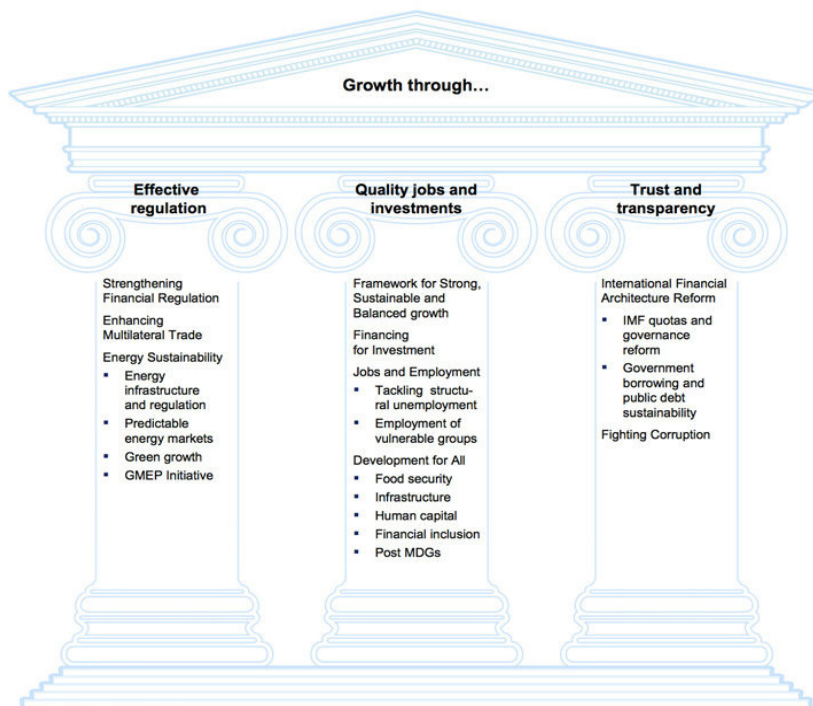 Growth through…
Effective
regulation
Strengthening
Financial Regulation
Enhancing
Multilateral Trade
Energy Sustainability
▪ Energy
infrastructure
and regulation
▪ Predictable
energy markets
▪ Green growth
▪ GMEP Initiative
Quality jobs and
investments
Framework for Strong,
Sustainable and
Balanced growth
Financing
for Investment
Jobs and Employment
▪ Tackling structu-
ral unemployment
▪ Employment of
vulnerable groups
Development for All
▪ Food security
▪ Infrastructure
▪ Human capital
▪ Financial inclusion
▪ Post MDGs
Trust and
transparency
International Financial
Architecture Reform
▪ IMF quotas and
governance
reform
▪ Government
borrowing and
public debt
sustainability
Fighting Corruption